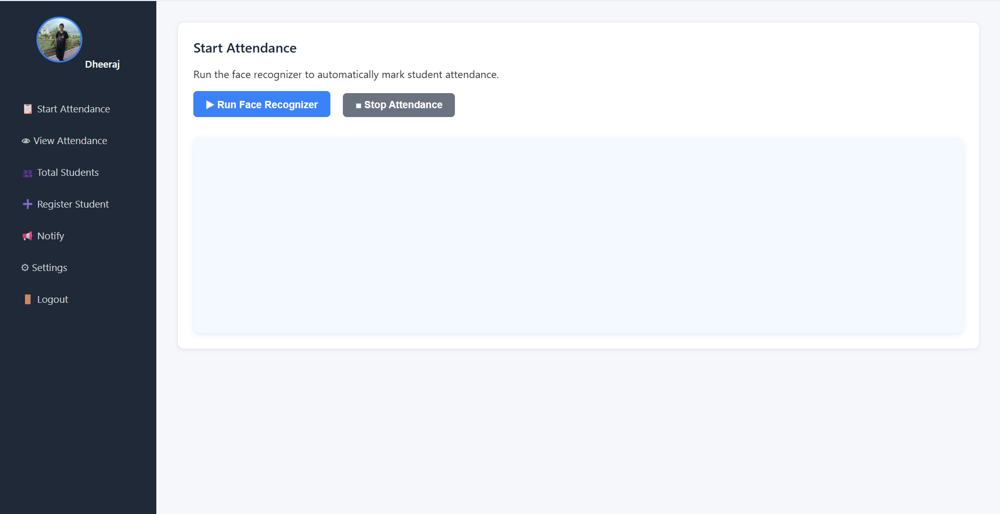 Dheeraj
Start Attendance
View Attendance
Total Students
Register Student
Notify
Settings
Logout
Start Attendance
Run the face recognizer to automatically mark student attendance.
▶ Run Face Recognizer
■ Stop Attendance